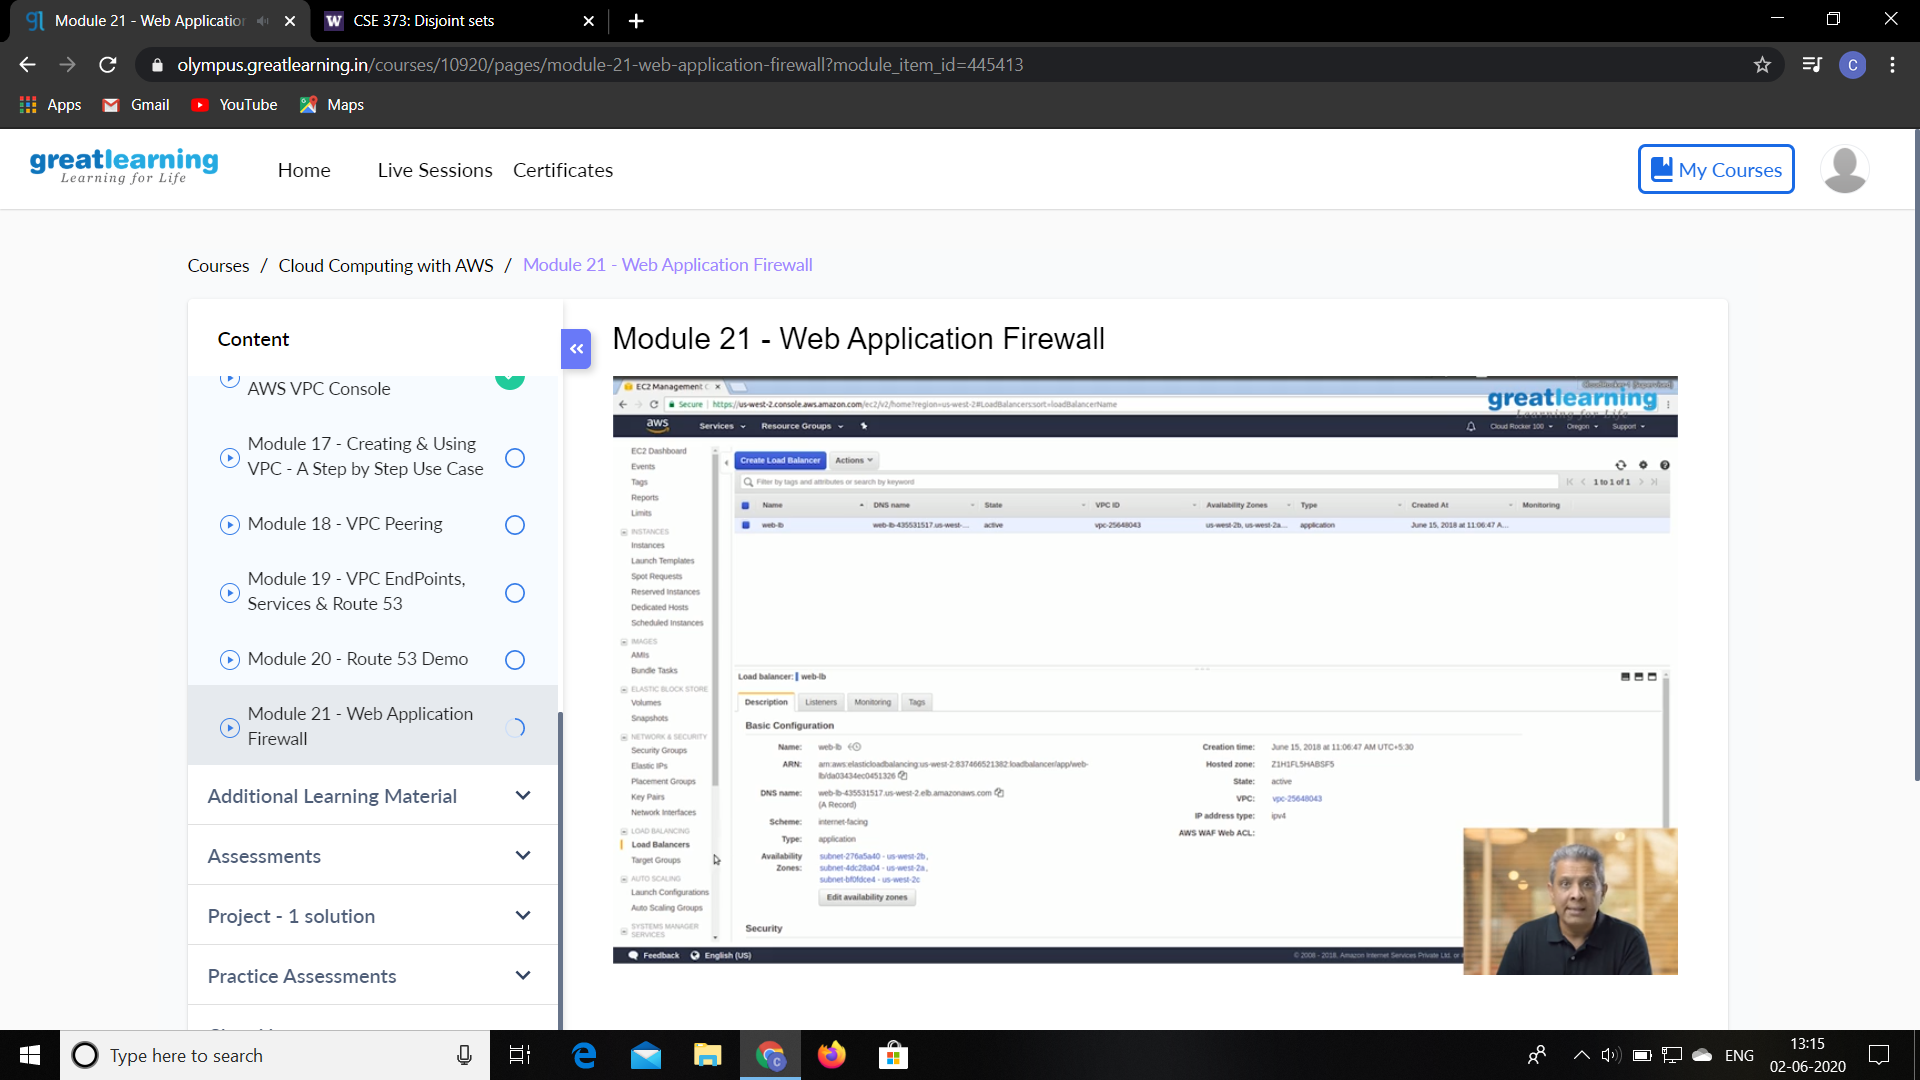 Module 21 - Web Application
CSE 373: Disjoint sets
olympus.greatlearning.in/courses/10920/pages/module-21-web-application-firewall?module_item_id=445413
C
Apps
Gmail
YouTube
Maps
greatlearning
Learning for Life
Home
Live Sessions
Certificates
My Courses
Courses / Cloud Computing with AWS / Module 21 - Web Application Firewall
Content
AWS VPC Console
Module 17 - Creating & Using
VPC - A Step by Step Use Case
Module 18 - VPC Peering
Module 19 - VPC EndPoints,
Services & Route 53
Module 20 - Route 53 Demo
Module 21 - Web Application
Firewall
Additional Learning Material
Assessments
Project - 1 solution
Practice Assessments
Module 21 - Web Application Firewall
EC2 Management C
Secure https://us-west-2.console.aws.amazon.com/ec2/v2/home?region=us-west-2#LoadBalancers:sort=loadBalancerName
greatlearning
Learning for Life
aws Services Resource Groups
Cloud Rocker 100 Oregon Support
EC2 Dashboard
Events
Tags
Reports
Limits
INSTANCES
Instances
Launch Templates
Spot Requests
Reserved Instances
Dedicated Hosts
Scheduled Instances
IMAGES
AMIs
Bundle Tasks
ELASTIC BLOCK STORE
Volumes
Snapshots
NETWORK & SECURITY
Security Groups
Elastic IPs
Placement Groups
Key Pairs
Network Interfaces
LOAD BALANCING
Load Balancers
Target Groups
AUTO SCALING
Launch Configurations
Auto Scaling Groups
SYSTEMS MANAGER
SERVICES
Create Load Balancer Actions
Filter by tags and attributes or search by keyword
1 to 1 of 1
Name DNS name State VPC ID Availability Zones Type Created At Monitoring
web-lb web-lb-435531517.us-west-... active vpc-25648043 us-west-2b, us-west-2a... application June 15, 2018 at 11:06:47 A...
Load balancer: web-lb
Description Listeners Monitoring Tags
Basic Configuration
Name: web-lb
ARN: arn:aws:elasticloadbalancing:us-west-2:837466521382:loadbalancer/app/web-
lb/da03434ec0451326
DNS name: web-lb-435531517.us-west-2.elb.amazonaws.com
(A Record)
Scheme: internet-facing
Type: application
Availability subnet-276a5a40 - us-west-2b,
Zones: subnet-4dc28a04 - us-west-2a,
subnet-bf0fdce4 - us-west-2c
Edit availability zones
Creation time: June 15, 2018 at 11:06:47 AM UTC+5:30
Hosted zone: Z1H1FL5HABSF5
State: active
VPC: vpc-25648043
IP address type: ipv4
AWS WAF Web ACL:
Security
Feedback English (US)
© 2008 - 2018, Amazon Internet Services Private Ltd. or
Type here to search
ENG
13:15
02-06-2020